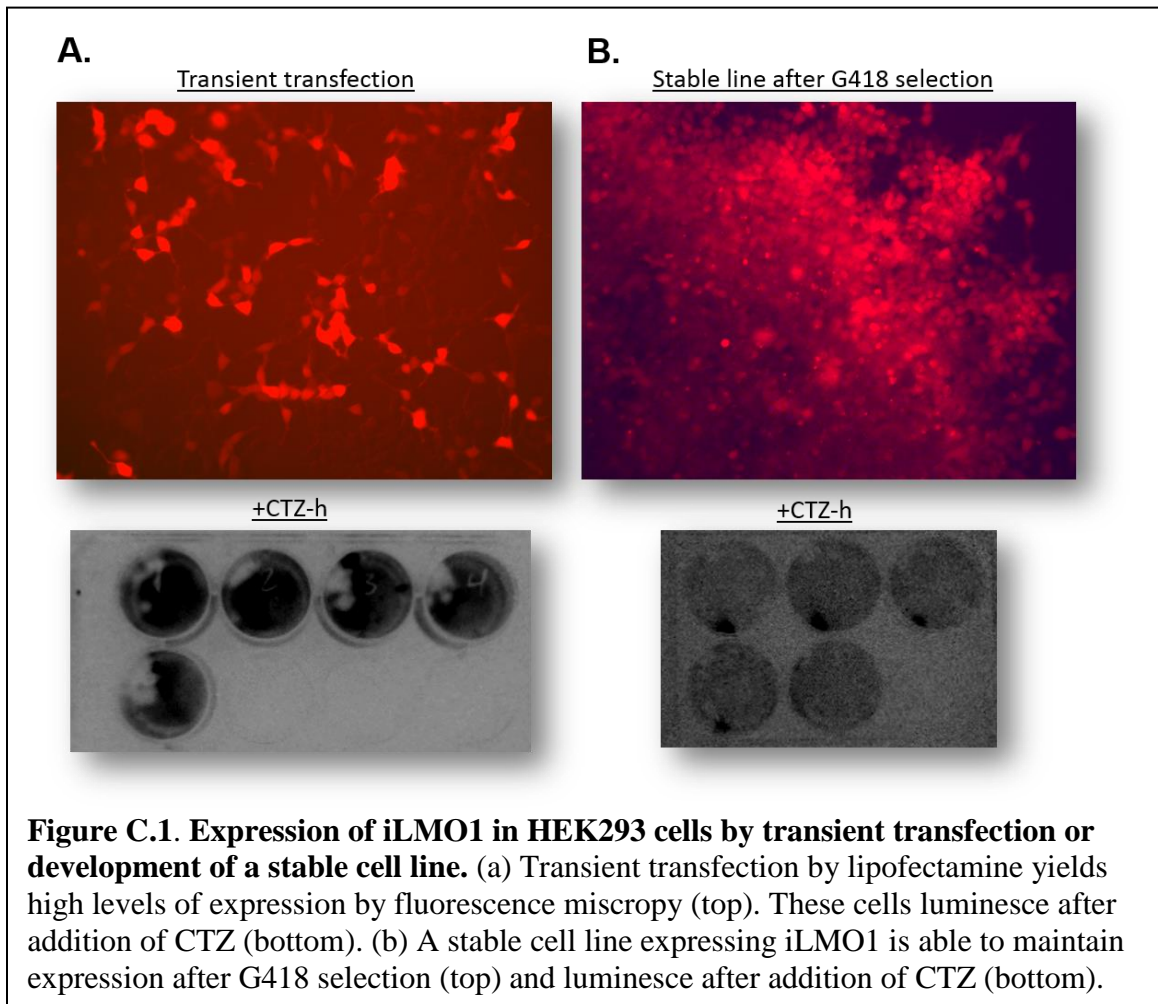 A.
B.
Transient transfection
Stable line after G418 selection
+CTZ-h
+CTZ-h
1 2 3 4
Figure C.1. Expression of iLMO1 in HEK293 cells by transient transfection or
development of a stable cell line. (a) Transient transfection by lipofectamine yields
high levels of expression by fluorescence miscropy (top). These cells luminesce after
addition of CTZ (bottom). (b) A stable cell line expressing iLMO1 is able to maintain
expression after G418 selection (top) and luminesce after addition of CTZ (bottom).